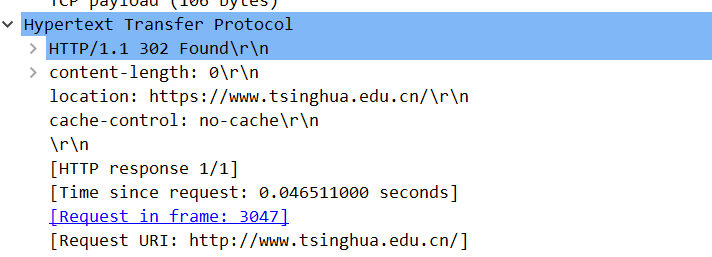 TCP payload (106 bytes)
Hypertext Transfer Protocol
HTTP/1.1 302 Found\r\n
content-length: 0\r\n
location: https://www.tsinghua.edu.cn/\r\n
cache-control: no-cache\r\n
\r\n
[HTTP response 1/1]
[Time since request: 0.046511000 seconds]
[Request in frame: 3047]
[Request URI: http://www.tsinghua.edu.cn/]